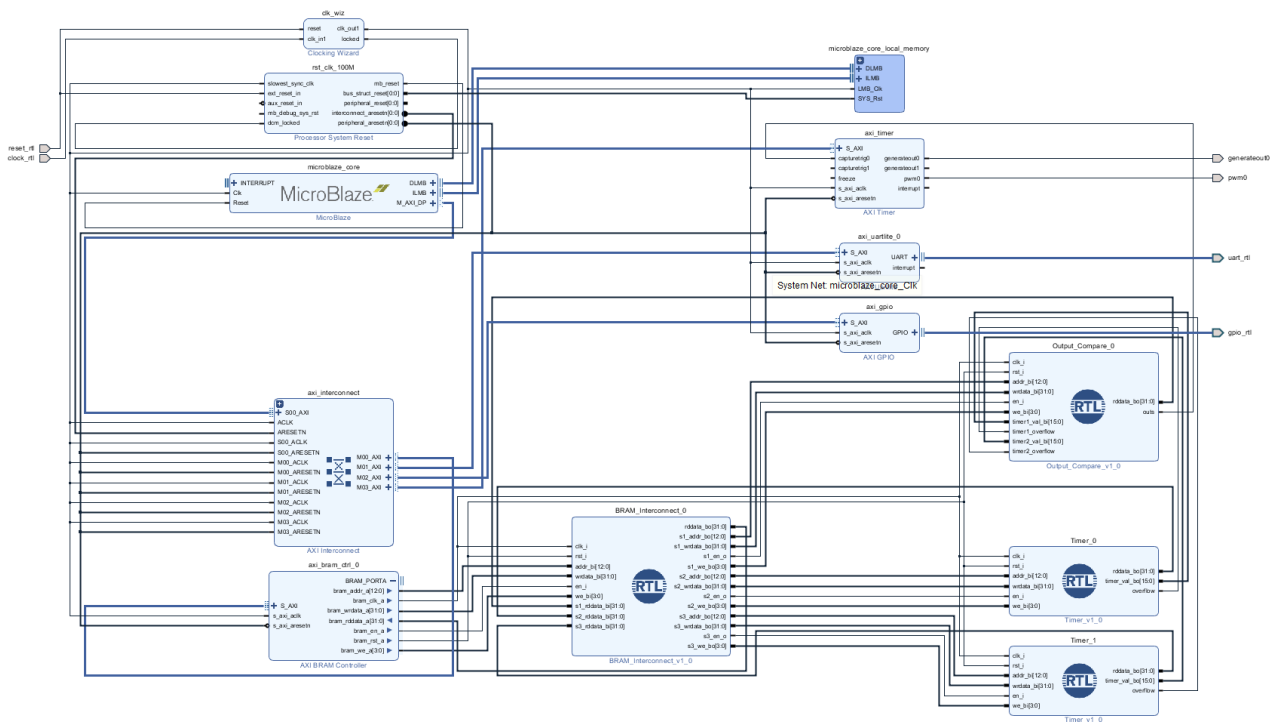 clk_wiz
reset clk_out1
clk_in1 locked
Clocking Wizard
rst_clk_100M
slowest_sync_clk mb_reset
ext_reset_in bus_struct_reset[0:0]
aux_reset_in peripheral_reset[0:0]
mb_debug_sys_rst interconnect_aresetn[0:0]
dcm_locked peripheral_aresetn[0:0]
Processor System Reset
reset_rtl
clock_rtl
microblaze_core
INTERRUPT DLMB
Clk ILMB
Reset M_AXI_DP
MicroBlaze
MicroBlaze
microblaze_core_local_memory
DLMB
ILMB
LMB_Clk
SYS_Rst
axi_timer
S_AXI
capturetrig0 generateout0
capturetrig1 generateout1
freeze pwm0
s_axi_aclk interrupt
s_axi_aresetn
AXI Timer
generateout0
pwm0
axi_uartlite_0
S_AXI
UART
s_axi_aclk
interrupt
s_axi_aresetn
System Net: microblaze_core_Clk
uart_rtl
axi_gpio
S_AXI
s_axi_aclk GPIO
s_axi_aresetn
AXI GPIO
gpio_rtl
Output_Compare_0
clk_i
rst_i
addr_bi[12:0]
wrdata_bi[31:0]
en_i rddata_bo[31:0]
we_bi[3:0] outs
timer1_val_bi[15:0]
timer1_overflow
timer2_val_bi[15:0]
timer2_overflow
RTL
Output_Compare_v1_0
axi_interconnect
S00_AXI
ACLK
ARESETN
S00_ACLK
S00_ARESETN
M00_ACLK
M00_ARESETN
M01_ACLK
M01_ARESETN
M02_ACLK
M02_ARESETN
M03_ACLK
M03_ARESETN
M00_AXI
M01_AXI
M02_AXI
M03_AXI
AXI Interconnect
axi_bram_ctrl_0
S_AXI
s_axi_aclk
s_axi_aresetn
BRAM_PORTA
bram_addr_a[12:0]
bram_clk_a
bram_wrdata_a[31:0]
bram_rddata_a[31:0]
bram_en_a
bram_rst_a
bram_we_a[3:0]
AXI BRAM Controller
BRAM_Interconnect_0
clk_i
rst_i
addr_bi[12:0]
wrdata_bi[31:0]
en_i
we_bi[3:0]
s1_rddata_bi[31:0]
s2_rddata_bi[31:0]
s3_rddata_bi[31:0]
RTL
rddata_bo[31:0]
s1_addr_bo[12:0]
s1_wrdata_bo[31:0]
s1_en_o
s1_we_bo[3:0]
s2_addr_bo[12:0]
s2_wrdata_bo[31:0]
s2_en_o
s2_we_bo[3:0]
s3_addr_bo[12:0]
s3_wrdata_bo[31:0]
s3_en_o
s3_we_bo[3:0]
BRAM_Interconnect_v1_0
Timer_0
clk_i
rst_i
addr_bi[12:0]
wrdata_bi[31:0]
en_i
we_bi[3:0]
RTL
rddata_bo[31:0]
timer_val_bo[15:0]
overflow
Timer_v1_0
Timer_1
clk_i
rst_i
addr_bi[12:0]
wrdata_bi[31:0]
en_i
we_bi[3:0]
RTL
rddata_bo[31:0]
timer_val_bo[15:0]
overflow
Timer_v1_0